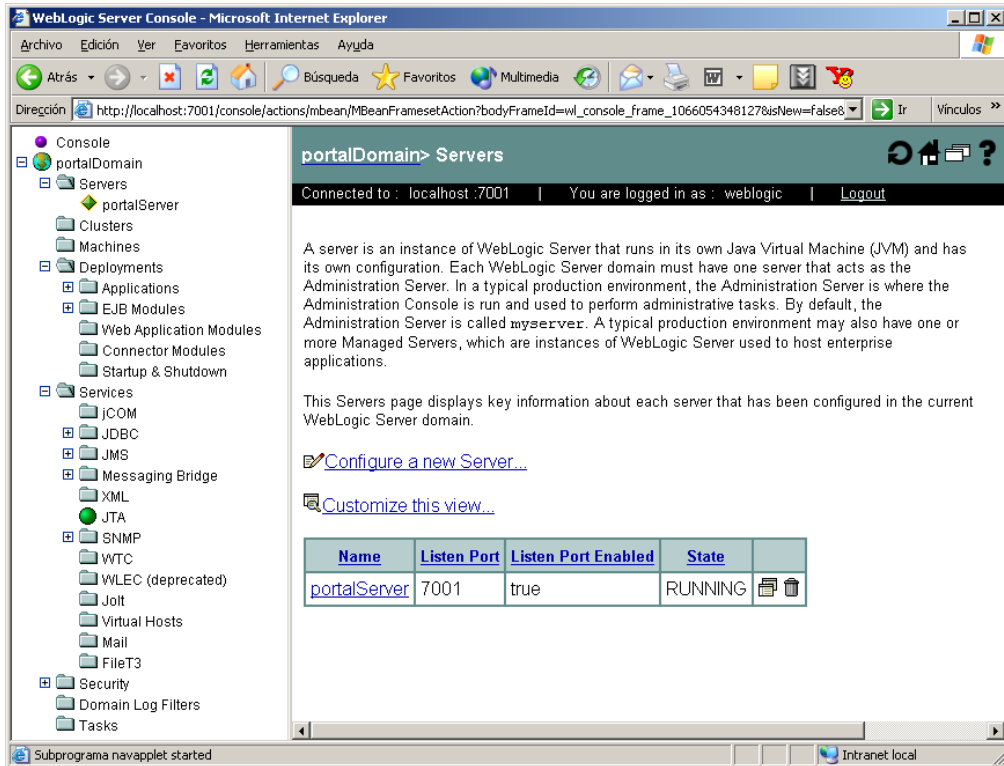 WebLogic Server Console - Microsoft Internet Explorer
Archivo Edición Ver Favoritos Herramientas Ayuda
Atrás Búsqueda Favoritos Multimedia
Dirección http://localhost:7001/console/actions/mbean/MBeanFramesetAction?bodyFrameId=wl_console_frame_1066054348127&isNew=false& Ir Vínculos »
Console
portalDomain
Servers
portalServer
Clusters
Machines
Deployments
Applications
EJB Modules
Web Application Modules
Connector Modules
Startup & Shutdown
Services
jCOM
JDBC
JMS
Messaging Bridge
XML
JTA
SNMP
WTC
WLEC (deprecated)
Jolt
Virtual Hosts
Mail
FileT3
Security
Domain Log Filters
Tasks
portalDomain> Servers
Connected to : localhost :7001 | You are logged in as : weblogic | Logout
A server is an instance of WebLogic Server that runs in its own Java Virtual Machine (JVM) and has
its own configuration. Each WebLogic Server domain must have one server that acts as the
Administration Server. In a typical production environment, the Administration Server is where the
Administration Console is run and used to perform administrative tasks. By default, the
Administration Server is called myserver. A typical production environment may also have one or
more Managed Servers, which are instances of WebLogic Server used to host enterprise
applications.
This Servers page displays key information about each server that has been configured in the current
WebLogic Server domain.
Configure a new Server...
Customize this view...
Name Listen Port Listen Port Enabled State
portalServer 7001 true RUNNING
Subprograma navapplet started Intranet local